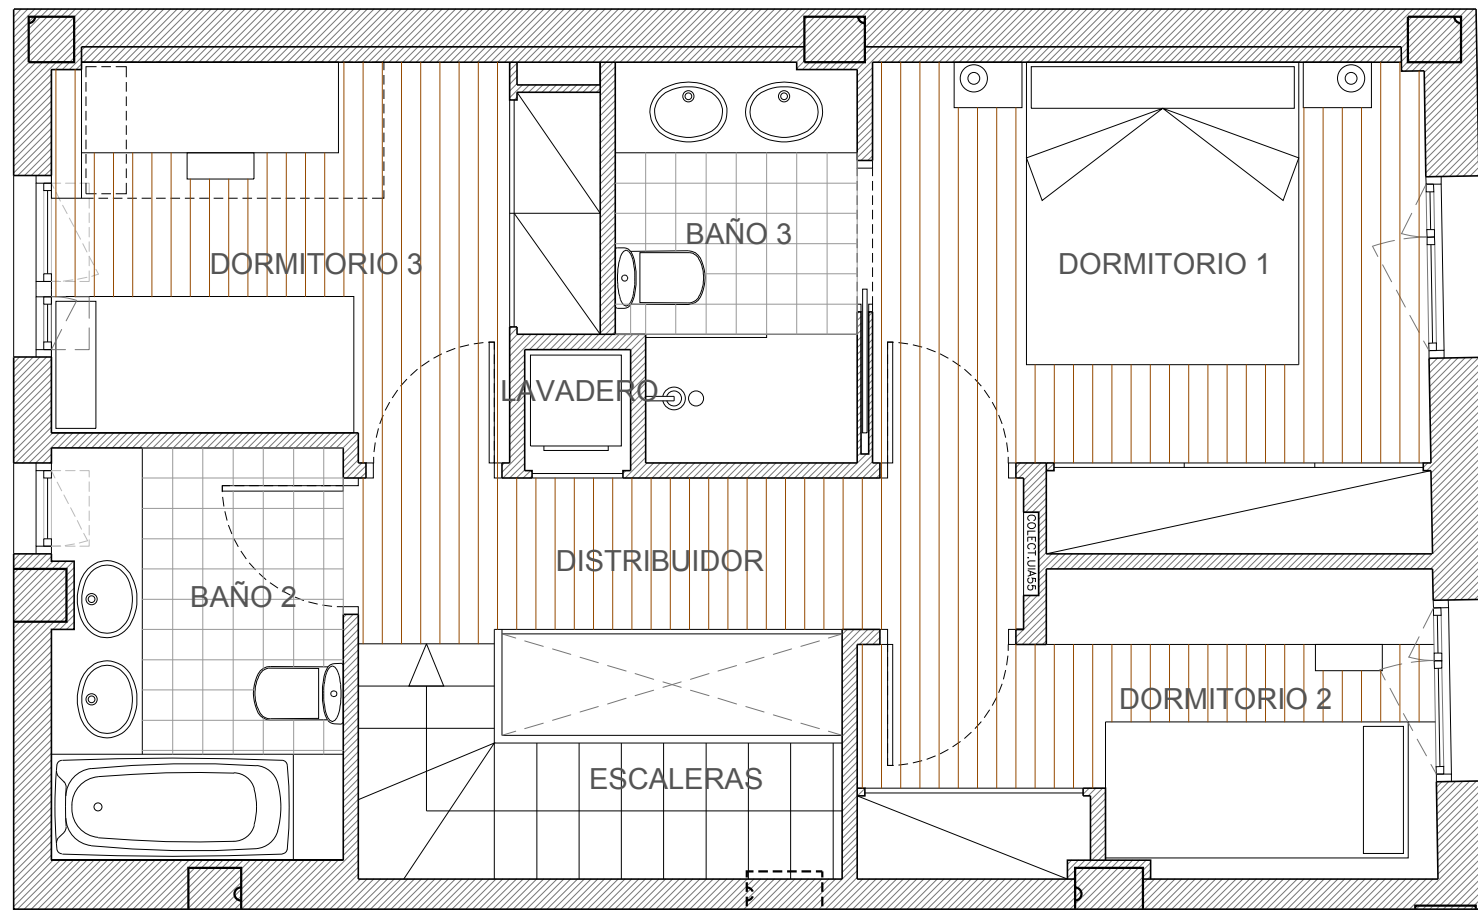 BAÑO 3
DORMITORIO 3
DORMITORIO 1
LAVADERO
COLECT.UIA55
DISTRIBUIDOR
BAÑO 2
DORMITORIO 2
ESCALERAS